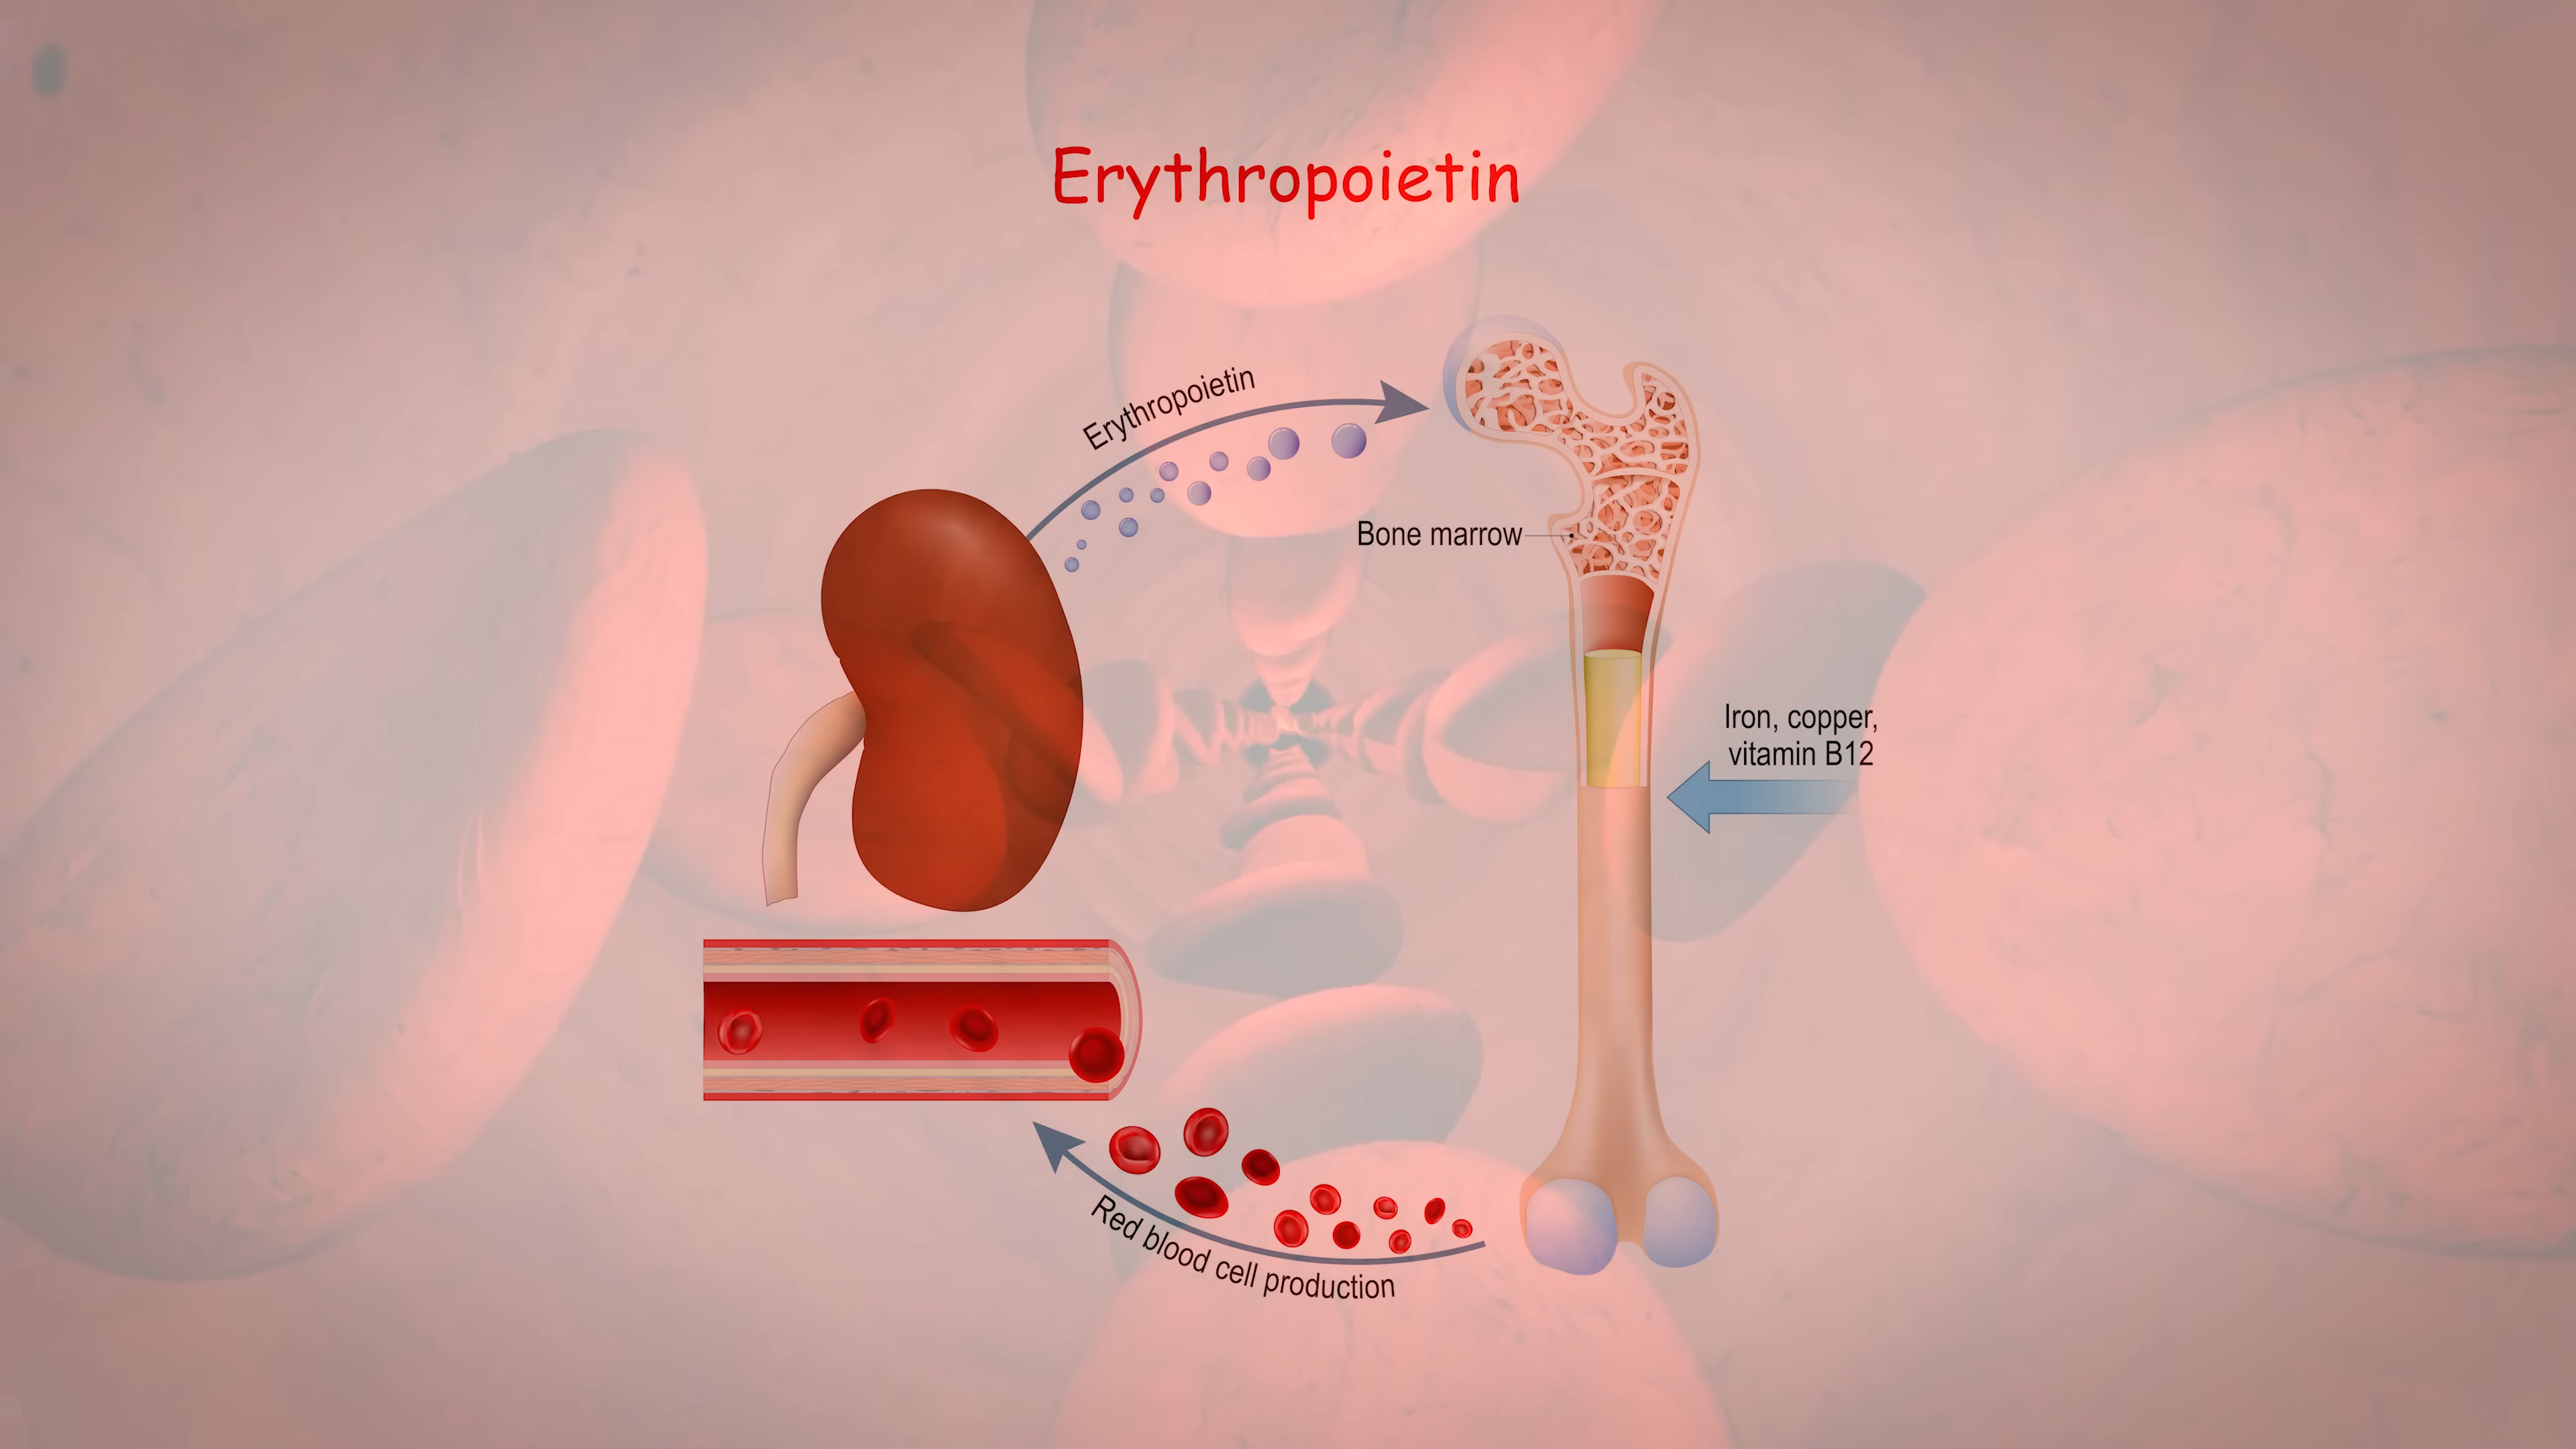 Erythropoietin
Erythropoietin
Bone marrow
Iron, copper,
vitamin B12
Red blood cell production